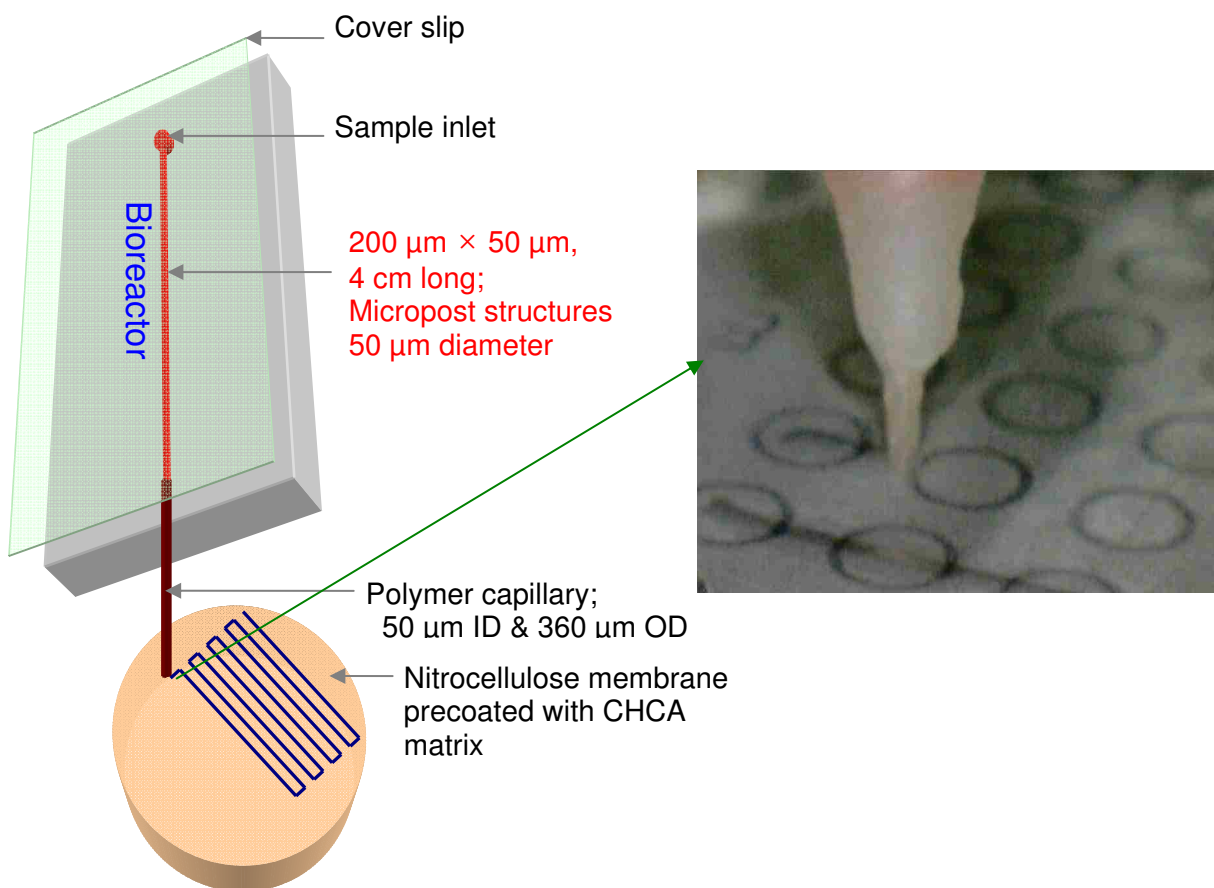 Cover slip
Sample inlet
Bioreactor
200 µm × 50 µm,
4 cm long;
Micropost structures
50 µm diameter
Polymer capillary;
50 µm ID & 360 µm OD
Nitrocellulose membrane
precoated with CHCA
matrix